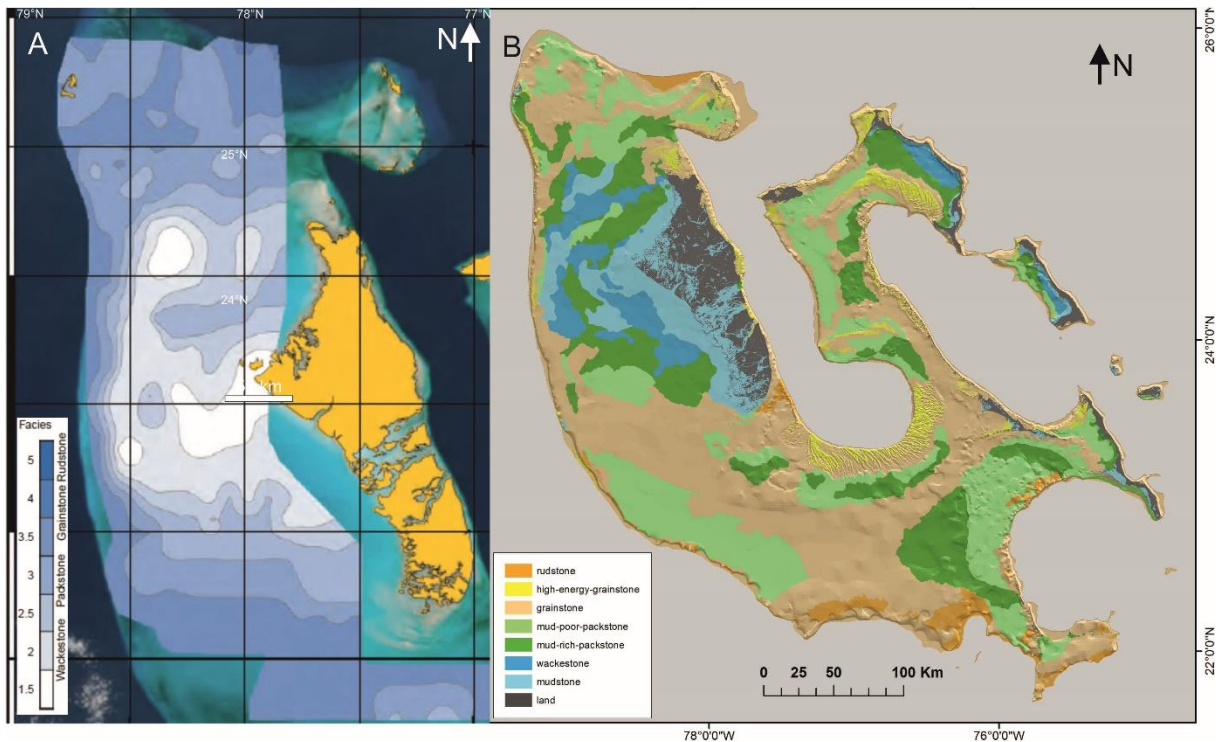 79°N
78°N
77°N
A
N
25°N
24°N
km
Facies
5
4
3.5
3
2.5
2
1.5
Wackestone Packstone Grainstone Rudstone
B
N
26°0'0"N
24°0'0"N
22°0'0"N
rudstone
high-energy-grainstone
grainstone
mud-poor-packstone
mud-rich-packstone
wackestone
mudstone
land
0 25 50 100 Km
78°0'0"W
76°0'0"W